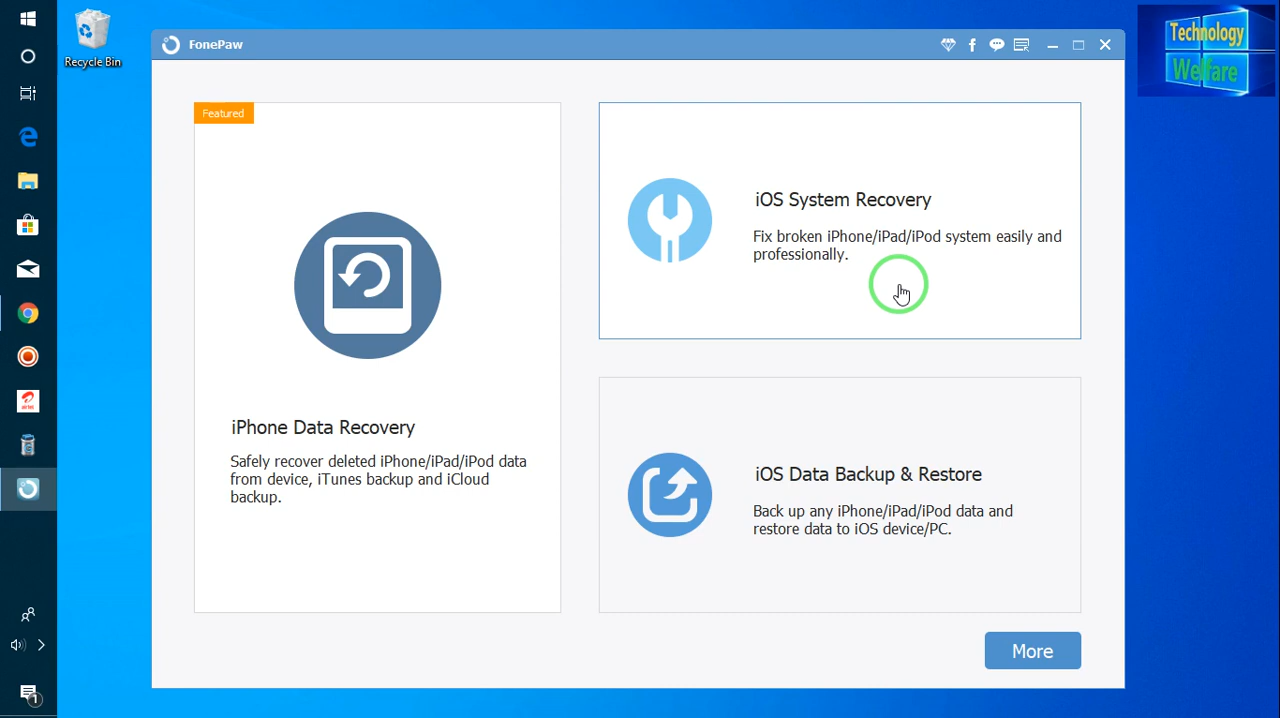 Recycle Bin
FonePaw
Technology
Welfare
Featured
iPhone Data Recovery
Safely recover deleted iPhone/iPad/iPod data
from device, iTunes backup and iCloud
backup.
iOS System Recovery
Fix broken iPhone/iPad/iPod system easily and
professionally.
iOS Data Backup & Restore
Back up any iPhone/iPad/iPod data and
restore data to iOS device/PC.
More
airtel
1